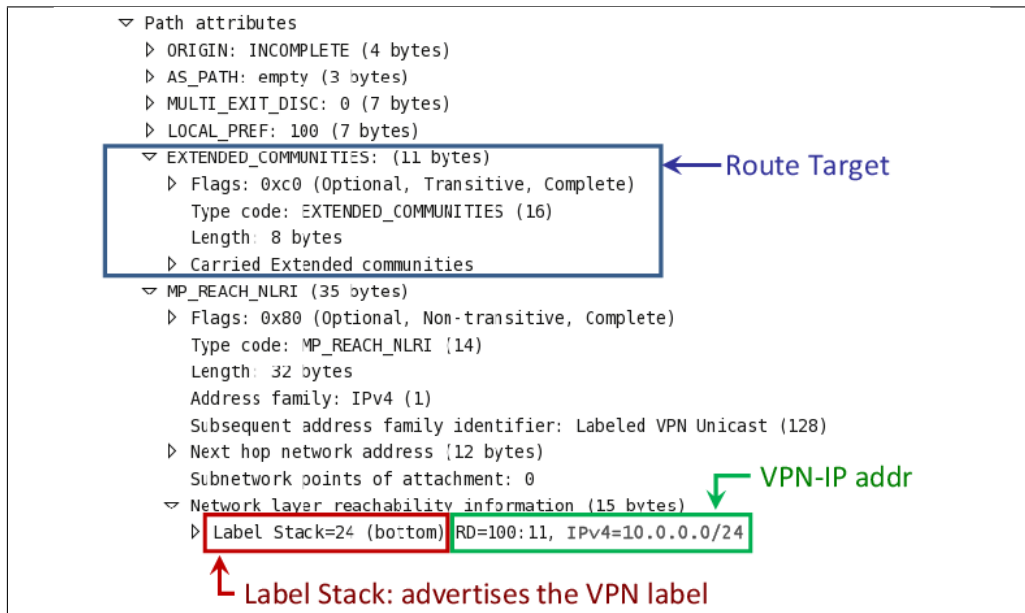 Path attributes
ORIGIN: INCOMPLETE (4 bytes)
AS_PATH: empty (3 bytes)
MULTI_EXIT_DISC: 0 (7 bytes)
LOCAL_PREF: 100 (7 bytes)
EXTENDED_COMMUNITIES: (11 bytes)
Route Target
Flags: 0xc0 (Optional, Transitive, Complete)
Type code: EXTENDED_COMMUNITIES (16)
Length: 8 bytes
Carried Extended communities
MP_REACH_NLRI (35 bytes)
Flags: 0x80 (Optional, Non-transitive, Complete)
Type code: MP_REACH_NLRI (14)
Length: 32 bytes
Address family: IPv4 (1)
Subsequent address family identifier: Labeled VPN Unicast (128)
Next hop network address (12 bytes)
Subnetwork points of attachment: 0
VPN-IP addr
Network layer reachability information (15 bytes)
Label Stack=24 (bottom) RD=100:11, IPv4=10.0.0.0/24
Label Stack: advertises the VPN label